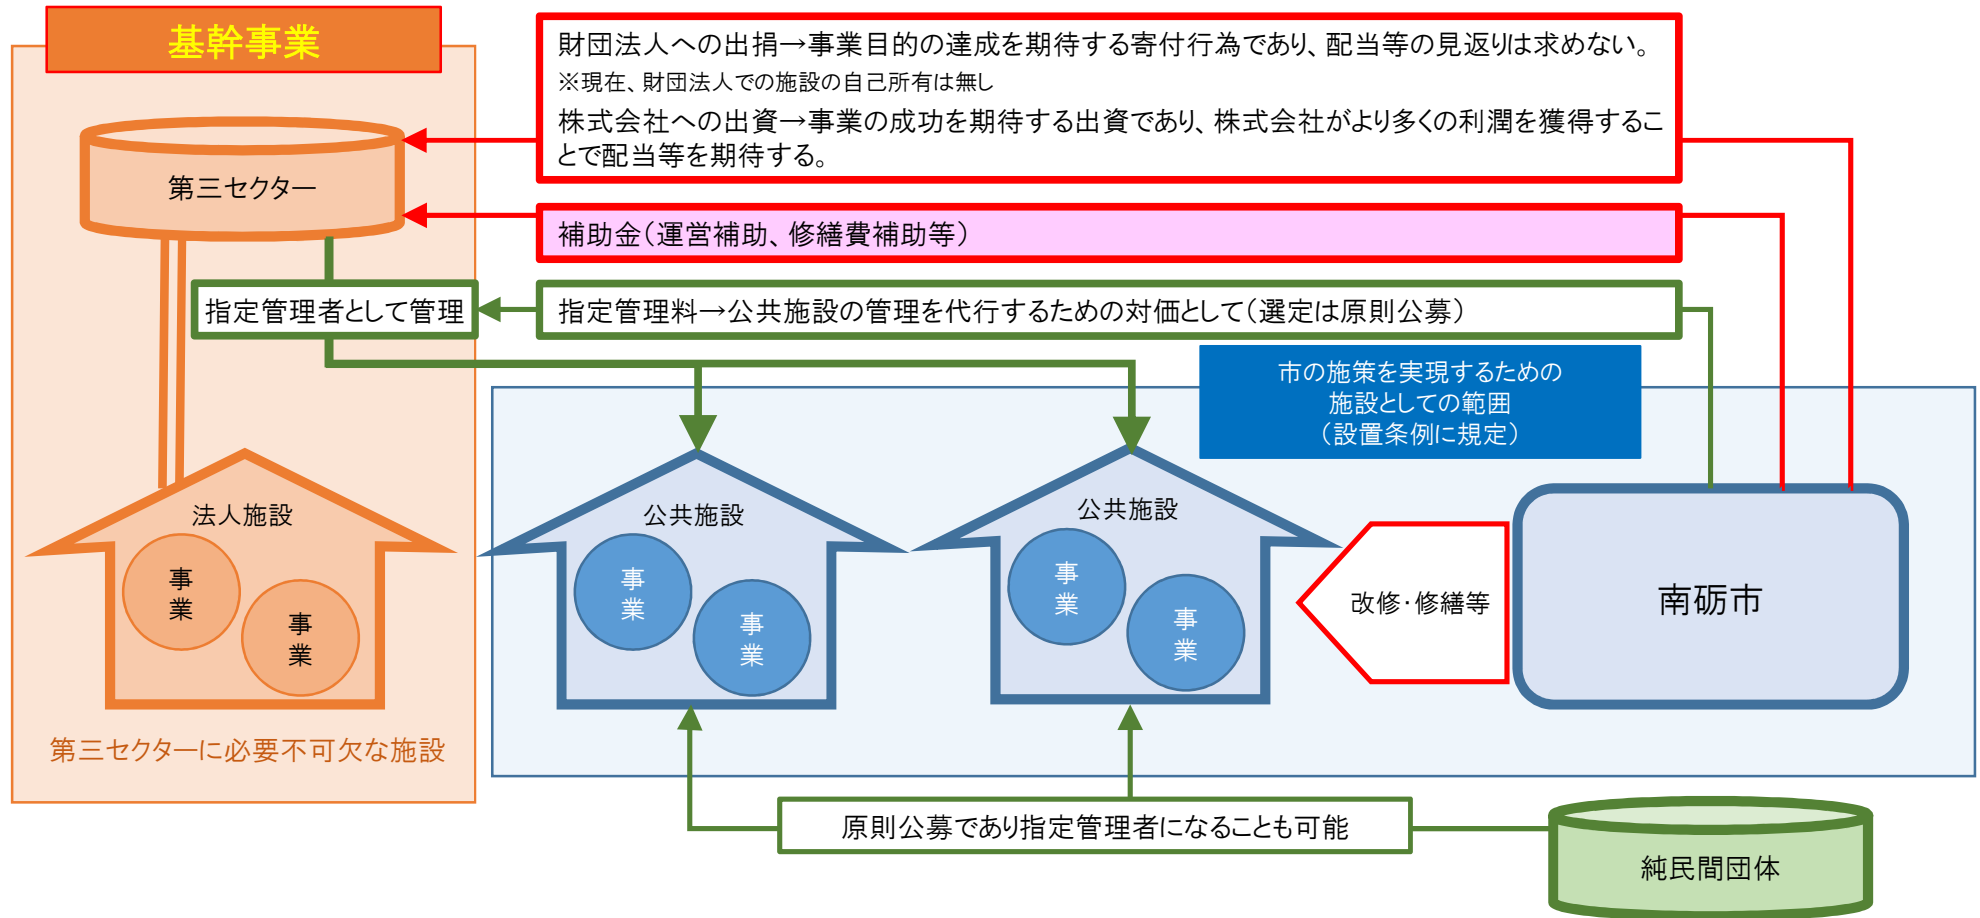 基幹事業
財団法人への出捐→事業目的の達成を期待する寄付行為であり、配当等の見返りは求めない。
※現在、財団法人での施設の自己所有は無し
株式会社への出資→事業の成功を期待する出資であり、株式会社がより多くの利潤を獲得するこ
とで配当等を期待する。
第三セクター
補助金（運営補助、修繕費補助等）
指定管理者として管理
指定管理料→公共施設の管理を代行するための対価として（選定は原則公募）
市の施策を実現するための
施設としての範囲
（設置条例に規定）
法人施設
事
業
事
業
公共施設
事
業
事
業
公共施設
事
業
事
業
改修・修繕等
南砺市
第三セクターに必要不可欠な施設
原則公募であり指定管理者になることも可能
純民間団体